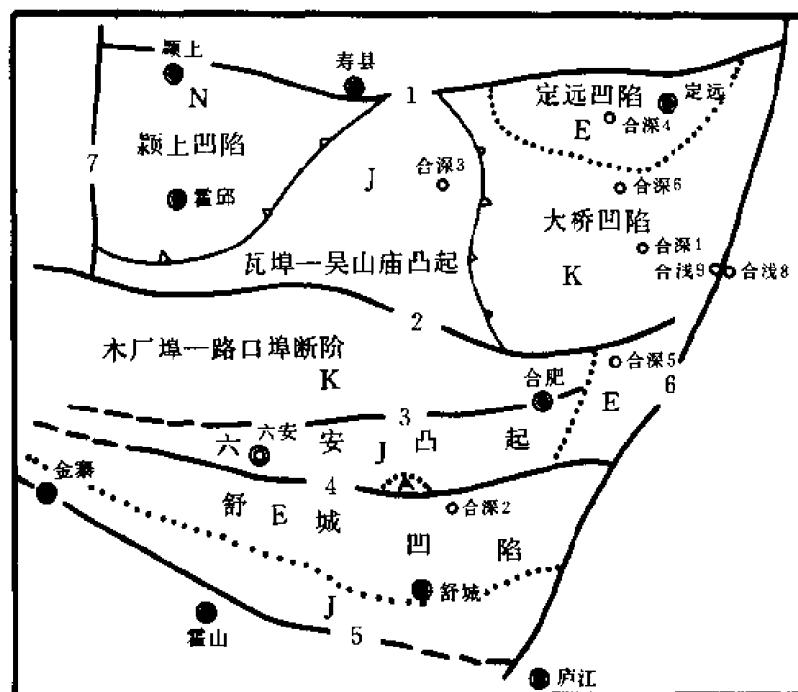 颍上
寿县
N
1
定远凹陷
定远
E
合深4
颍上凹陷
7
合深3
J
合深6
霍邱
大桥凹陷
合深1
瓦埠一吴山庙凸起
K
合浅9
合浅8
2
木厂埠一路口埠断阶
K
合深5
合肥
E
6
3
六安凸起
六安
J
金寨
4
A
舒城凹陷
E
合深2
舒城
J
霍山
5
庐江